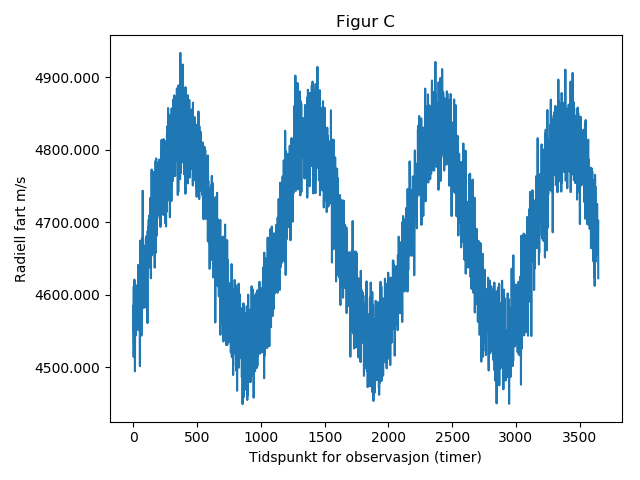 Figur C
Radiell fart m/s
4900.000
4800.000
4700.000
4600.000
4500.000
0 500 1000 1500 2000 2500 3000 3500
Tidspunkt for observasjon (timer)